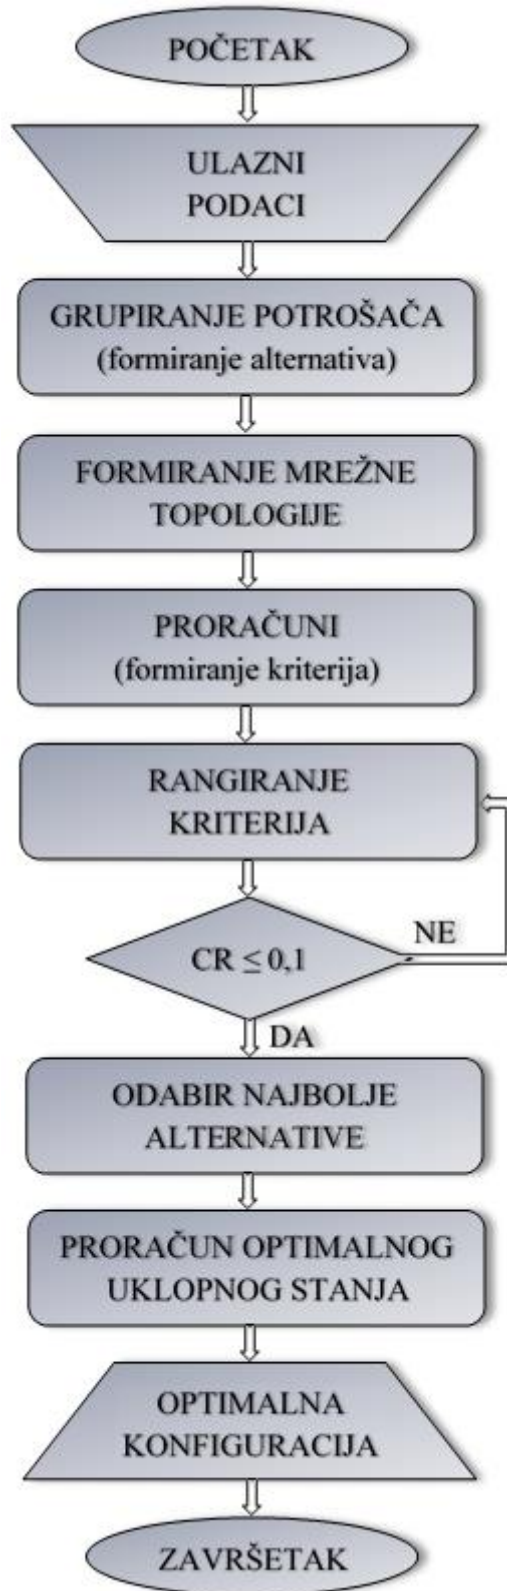 POČETAK
ULAZNI
PODACI
GRUPIRANJE POTROŠAČA
(formiranje alternativa)
FORMIRANJE MREŽNE
TOPOLOGIJE
PRORAČUNI
(formiranje kriterija)
RANGIRANJE
KRITERIJA
CR ≤ 0,1
NE
DA
ODABIR NAJBOLJE
ALTERNATIVE
PRORAČUN OPTIMALNOG
UKLOPNOG STANJA
OPTIMALNA
KONFIGURACIJA
ZAVRŠETAK